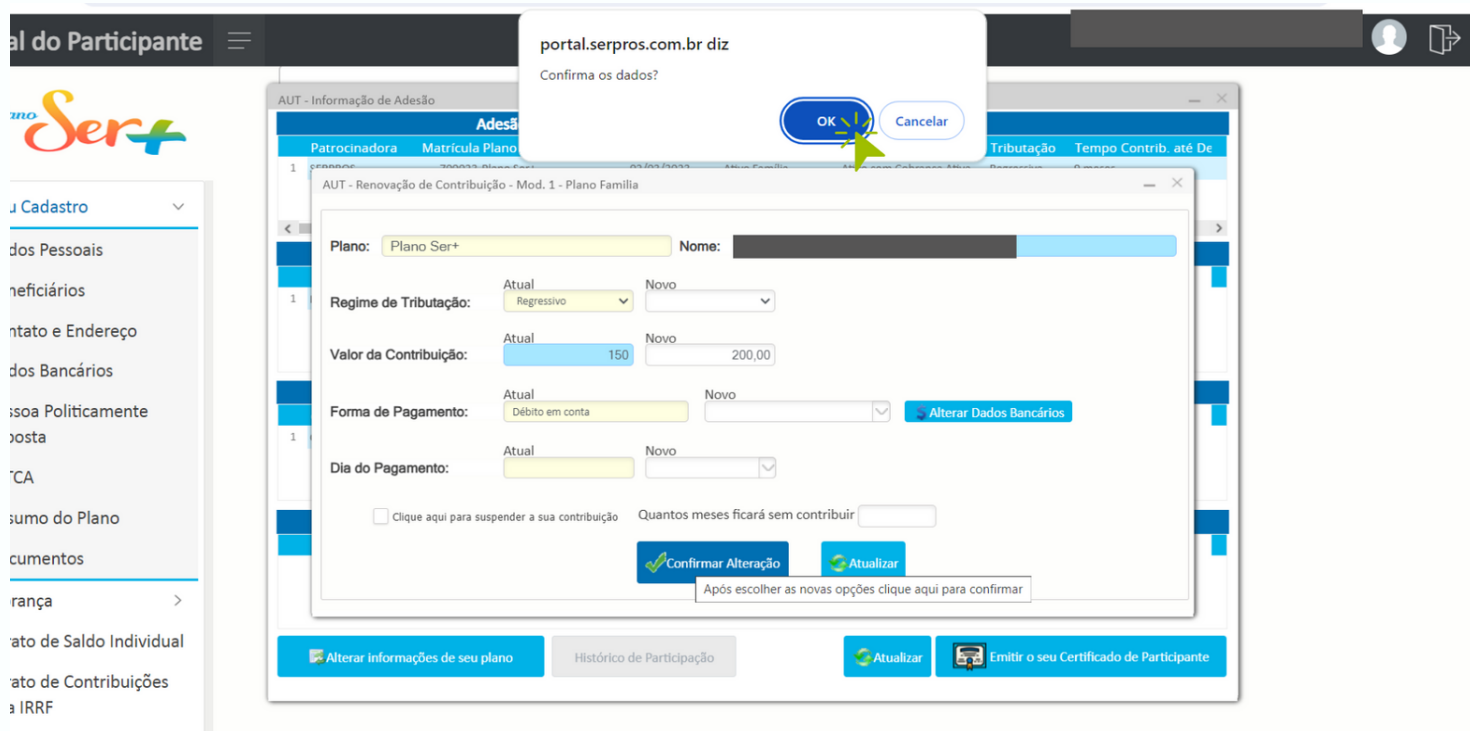 al do Participante
portal.serpros.com.br diz
Confirma os dados?
OK
Cancelar
Ser+
u Cadastro
dos Pessoais
neficiários
ntato e Endereço
dos Bancários
ssoa Politicamente
posta
TCA
sumo do Plano
cumentos
rança
rato de Saldo Individual
rato de Contribuições
a IRRF
AUT - Informação de Adesão
Adesã
Patrocinadora Matrícula Plano Tributação Tempo Contrib. até De
1
AUT - Renovação de Contribuição - Mod. 1 - Plano Familia
Plano: Plano Ser+ Nome:
Atual Novo
Regime de Tributação: Regressivo
Atual Novo
Valor da Contribuição: 150 200,00
Atual Novo
Forma de Pagamento: Débito em conta Alterar Dados Bancários
Atual Novo
Dia do Pagamento:
Clique aqui para suspender a sua contribuição Quantos meses ficará sem contribuir
Confirmar Alteração Atualizar
Após escolher as novas opções clique aqui para confirmar
1
1
Alterar informações de seu plano Histórico de Participação Atualizar Emitir o seu Certificado de Participante